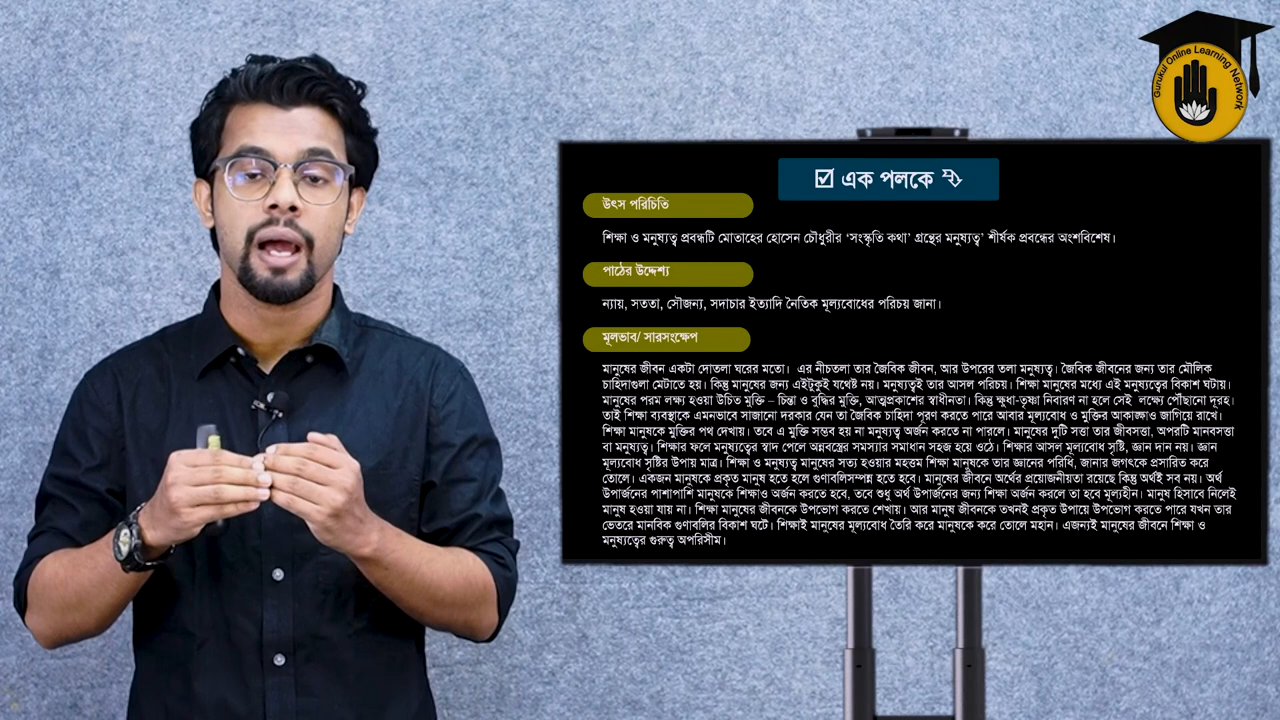 Gurukul Online Learning Network
☑ এক পলকে
উৎস পরিচিতি
শিক্ষা ও মনুষ্যত্ব প্রবন্ধটি মোতাহের হোসেন চৌধুরীর ‘সংস্কৃতি কথা’ গ্রন্থের মনুষ্যত্ব’ শীর্ষক প্রবন্ধের অংশবিশেষ।
পাঠের উদ্দেশ্য
ন্যায়, সততা, সৌজন্য, সদাচার ইত্যাদি নৈতিক মূল্যবোধের পরিচয় জানা।
মূলভাব/ সারসংক্ষেপ
মানুষের জীবন একটা দোতলা ঘরের মতো। এর নীচতলা তার জৈবিক জীবন, আর উপরের তলা মনুষ্যত্ব। জৈবিক জীবনের জন্য তার মৌলিক
চাহিদাগুলা মেটাতে হয়। কিন্তু মানুষের জন্য এইটুকুই যথেষ্ট নয়। মনুষ্যত্বই তার আসল পরিচয়। শিক্ষা মানুষের মধ্যে এই মনুষ্যত্বের বিকাশ ঘটায়।
মানুষের পরম লক্ষ্য হওয়া উচিত মুক্তি – চিন্তা ও বুদ্ধির মুক্তি, আত্মপ্রকাশের স্বাধীনতা। কিন্তু ক্ষুধা-তৃষ্ণা নিবারণ না হলে সেই লক্ষ্যে পৌঁছানো দূরহ।
তাই শিক্ষা ব্যবস্থাকে এমনভাবে সাজানো দরকার যেন তা জৈবিক চাহিদা পূরণ করতে পারে আবার মূল্যবোধ ও মুক্তির আকাঙ্ক্ষাও জাগিয়ে রাখে।
শিক্ষা মানুষকে মুক্তির পথ দেখায়। তবে এ মুক্তি সম্ভব হয় না মনুষ্যত্ব অর্জন করতে না পারলে। মানুষের দুটি সত্তা তার জীবসত্তা, অপরটি মানবসত্তা
বা মনুষ্যত্ব। শিক্ষার ফলে মনুষ্যত্বের স্বাদ পেলে অন্নবস্ত্রের সমস্যার সমাধান সহজ হয়ে ওঠে। শিক্ষার আসল মূল্যবোধ সৃষ্টি, জ্ঞান দান নয়। জ্ঞান
মূল্যবোধ সৃষ্টির উপায় মাত্র। শিক্ষা ও মনুষ্যত্ব মানুষের সত্য হওয়ার মহত্তম শিক্ষা মানুষকে তার জ্ঞানের পরিধি, জানার জগৎকে প্রসারিত করে
তোলে। একজন মানুষকে প্রকৃত মানুষ হতে হলে গুণাবলিসম্পন্ন হতে হবে। মানুষের জীবনে অর্থের প্রয়োজনীয়তা রয়েছে কিন্তু অর্থই সব নয়। অর্থ
উপার্জনের পাশাপাশি মানুষকে শিক্ষাও অর্জন করতে হবে, তবে শুধু অর্থ উপার্জনের জন্য শিক্ষা অর্জন করলে তা হবে মূল্যহীন। মানুষ হিসাবে নিলেই
মানুষ হওয়া যায় না। শিক্ষা মানুষের জীবনকে উপভোগ করতে শেখায়। আর মানুষ জীবনকে তখনই প্রকৃত উপায়ে উপভোগ করতে পারে যখন তার
ভেতরে মানবিক গুণাবলির বিকাশ ঘটে। শিক্ষাই মানুষের মূল্যবোধ তৈরি করে মানুষকে করে তোলে মহান। এজন্যই মানুষের জীবনে শিক্ষা ও
মনুষ্যত্বের গুরুত্ব অপরিসীম।